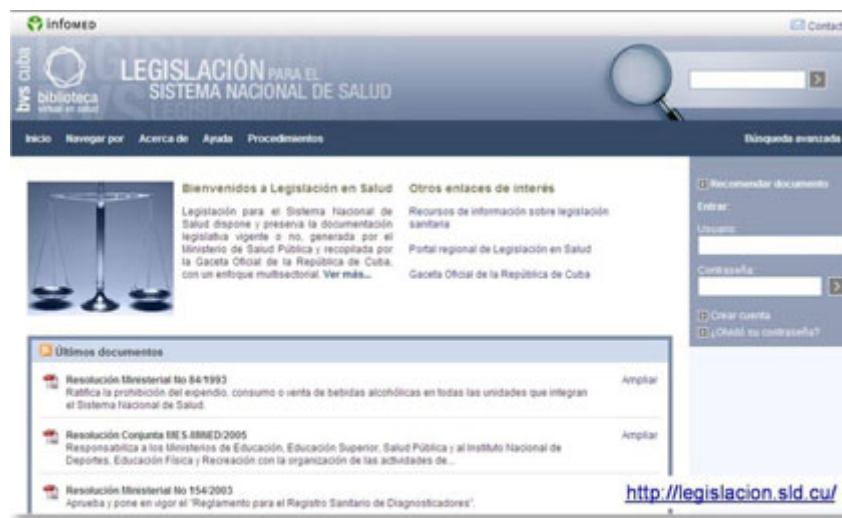 infoMED
Contact
bvs cuba
biblioteca
virtual en salud
LEGISLACIÓN PARA EL
SISTEMA NACIONAL DE SALUD
Inicio Navegar por Acerca de Ayuda Procedimientos Búsqueda avanzada
Bienvenidos a Legislación en Salud
Legislación para el Sistema Nacional de
Salud dispone y preserva la documentación
legislativa vigente o no, generada por el
Ministerio de Salud Pública y recopilada por
la Gaceta Oficial de la República de Cuba,
con un enfoque multisectorial. Ver más...
Otros enlaces de interés
Recursos de información sobre legislación
sanitaria
Portal regional de Legislación en Salud
Gaceta Oficial de la República de Cuba
Recomendar documento
Entrar:
Usuario:
Contraseña:
Crear cuenta
¿Olvidó su contraseña?
Últimos documentos
Resolución Ministerial No 84/1993 Ampliar
Ratifica la prohibición del expendio, consumo o venta de bebidas alcohólicas en todas las unidades que integran
el Sistema Nacional de Salud.
Resolución Conjunta MES-MINED/2005 Ampliar
Responsabiliza a los Ministerios de Educación, Educación Superior, Salud Pública y al Instituto Nacional de
Deportes, Educación Física y Recreación con la organización de las actividades de...
Resolución Ministerial No 154/2003
Aprueba y pone en vigor el "Reglamento para el Registro Sanitario de Diagnosticadores".
http://legislacion.sld.cu/